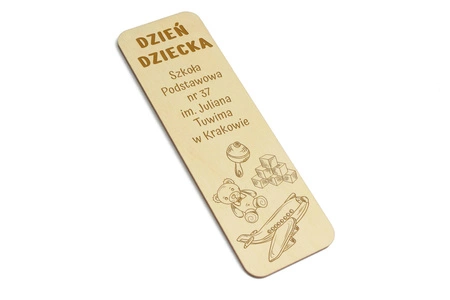 DZIEŃ
DZIECKA
Szkoła
Podstawowa
nr 37
im. Juliana
Tuwima
w Krakowie